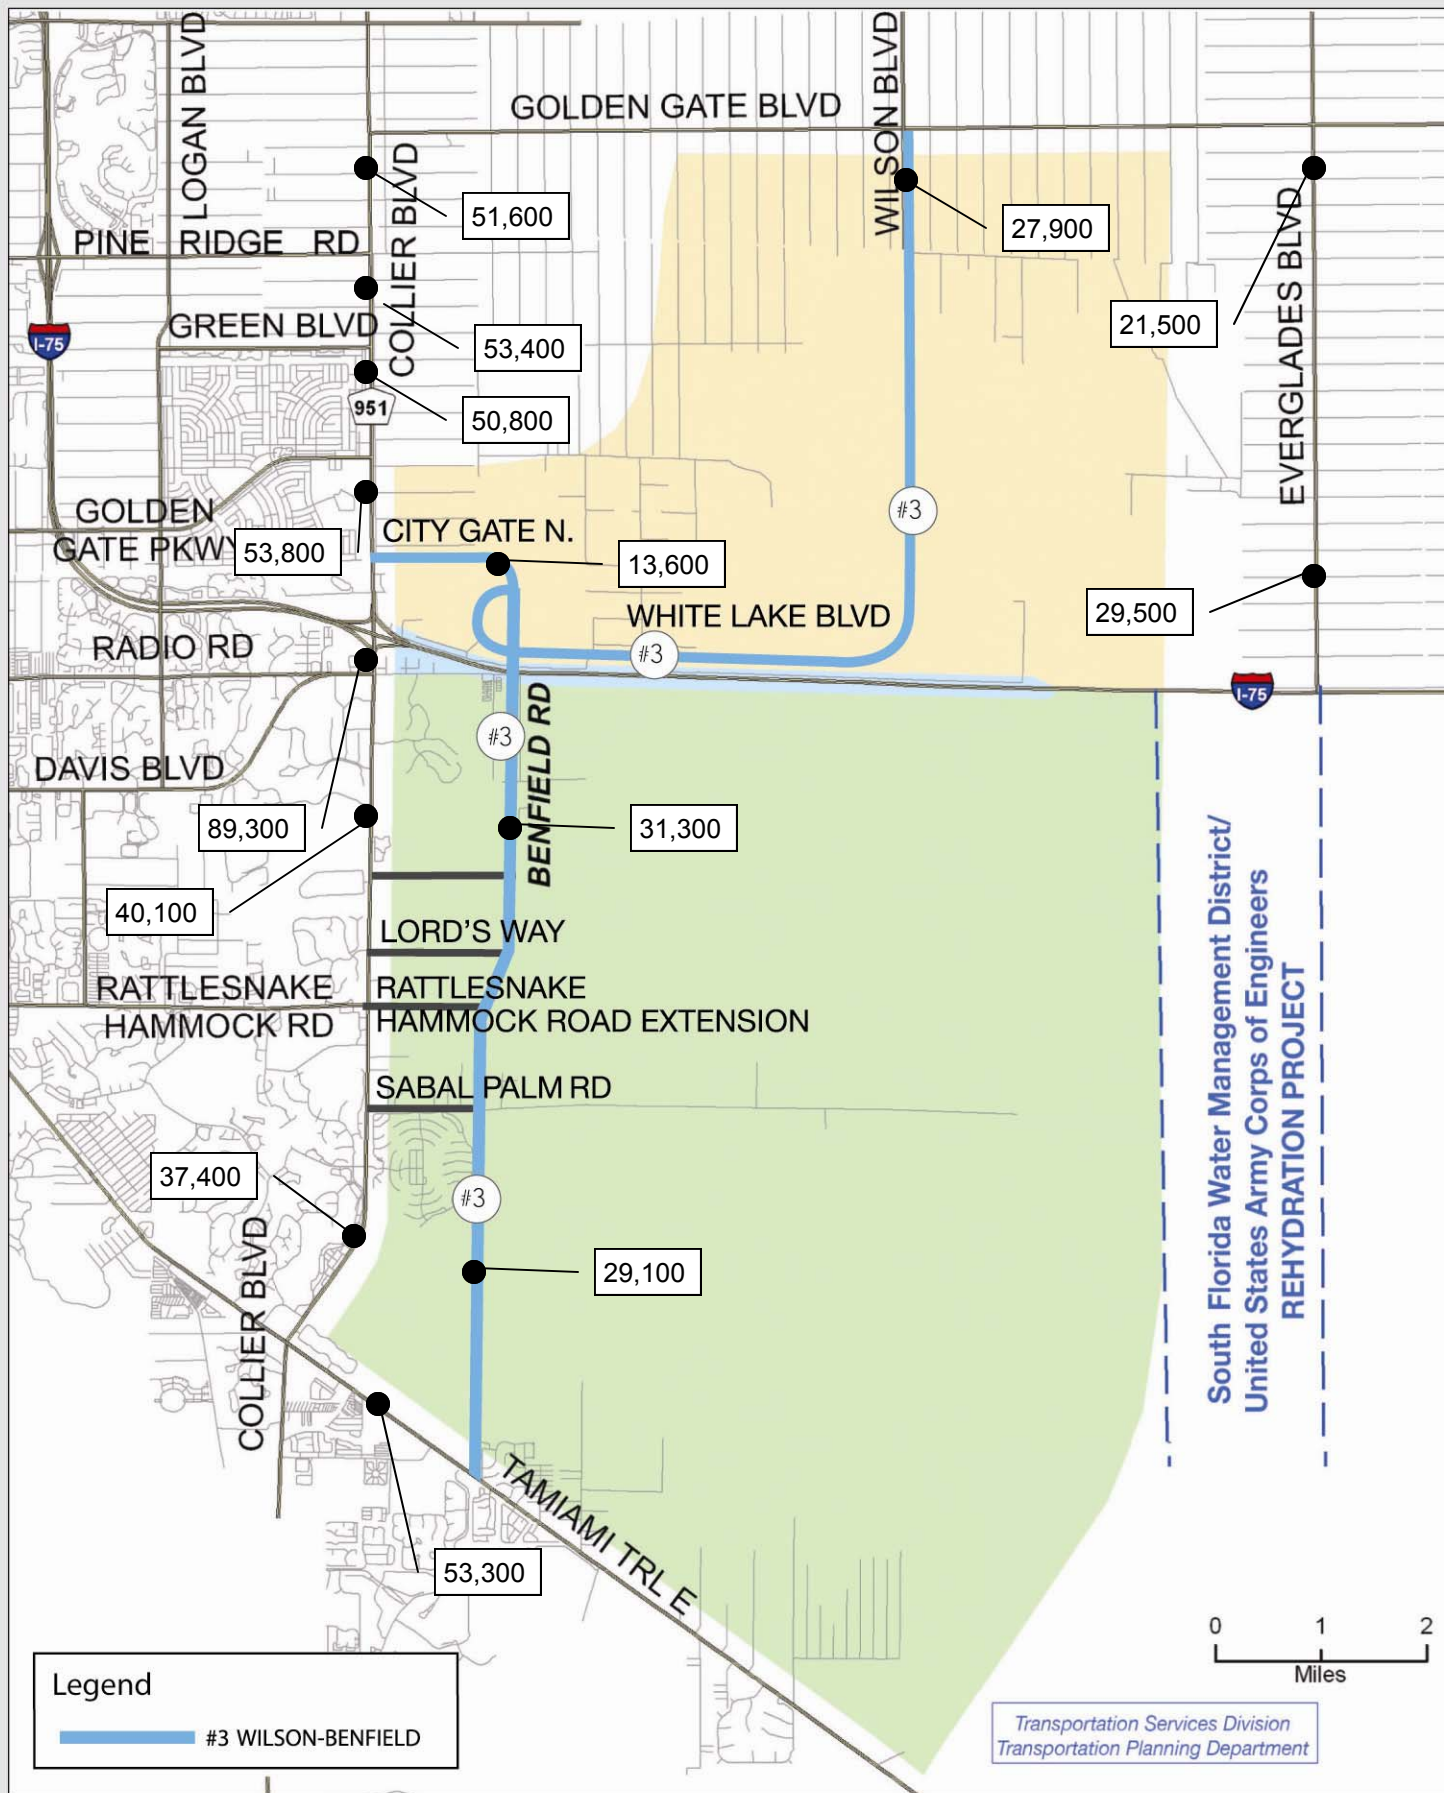 LOGAN BLVD
WILSON BLVD
GOLDEN GATE BLVD
COLLIER BLVD
51,600
27,900
PINE RIDGE RD
EVERGLADES BLVD
21,500
GREEN BLVD
I-75
53,400
951
50,800
GOLDEN
GATE PKWY
53,800
CITY GATE N.
#3
13,600
29,500
WHITE LAKE BLVD
RADIO RD
#3
I-75
BENFIELD RD
#3
DAVIS BLVD
89,300
31,300
40,100
LORD'S WAY
RATTLESNAKE
HAMMOCK RD
RATTLESNAKE
HAMMOCK ROAD EXTENSION
SABAL PALM RD
South Florida Water Management District/
United States Army Corps of Engineers
REHYDRATION PROJECT
37,400
#3
COLLIER BLVD
29,100
TAMIAMI TRL E
53,300
0 1 2
Miles
Legend
#3 WILSON-BENFIELD
Transportation Services Division
Transportation Planning Department